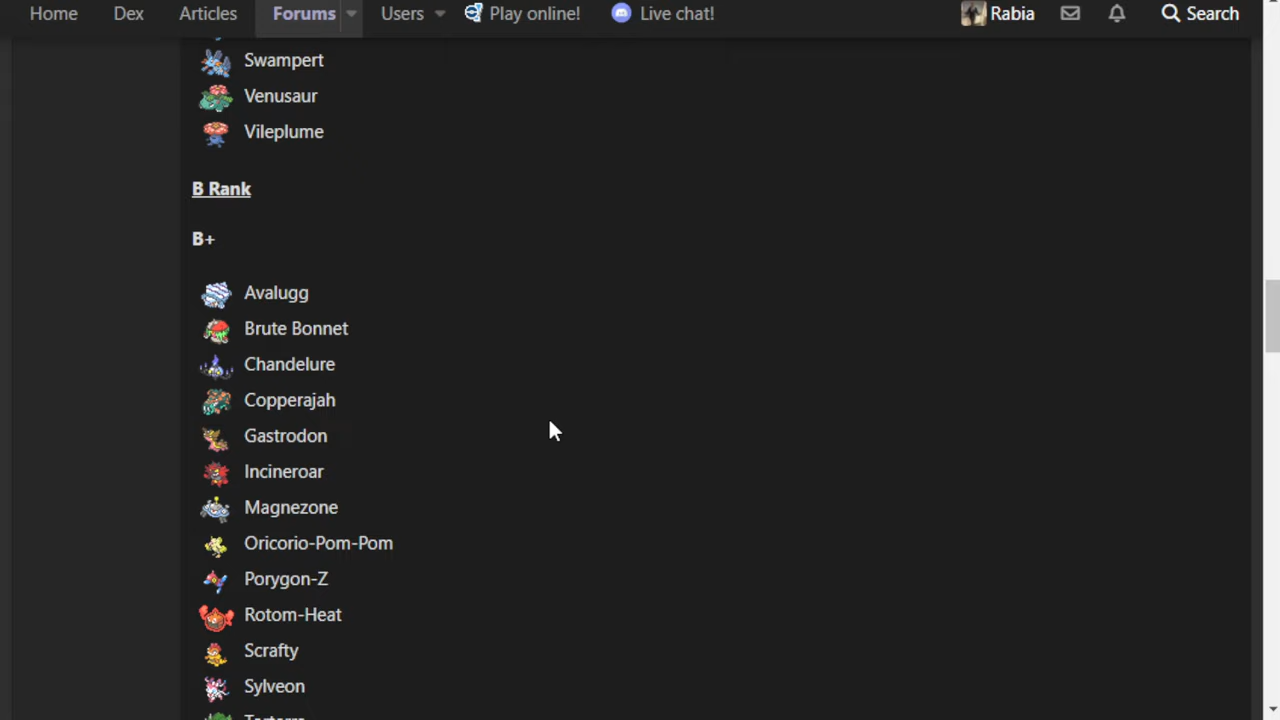 Home Dex Articles Forums Users Play online! Live chat! Rabia Search
Swampert
Venusaur
Vileplume
B Rank
B+
Avalugg
Brute Bonnet
Chandelure
Copperajah
Gastrodon
Incineroar
Magnezone
Oricorio-Pom-Pom
Porygon-Z
Rotom-Heat
Scrafty
Sylveon